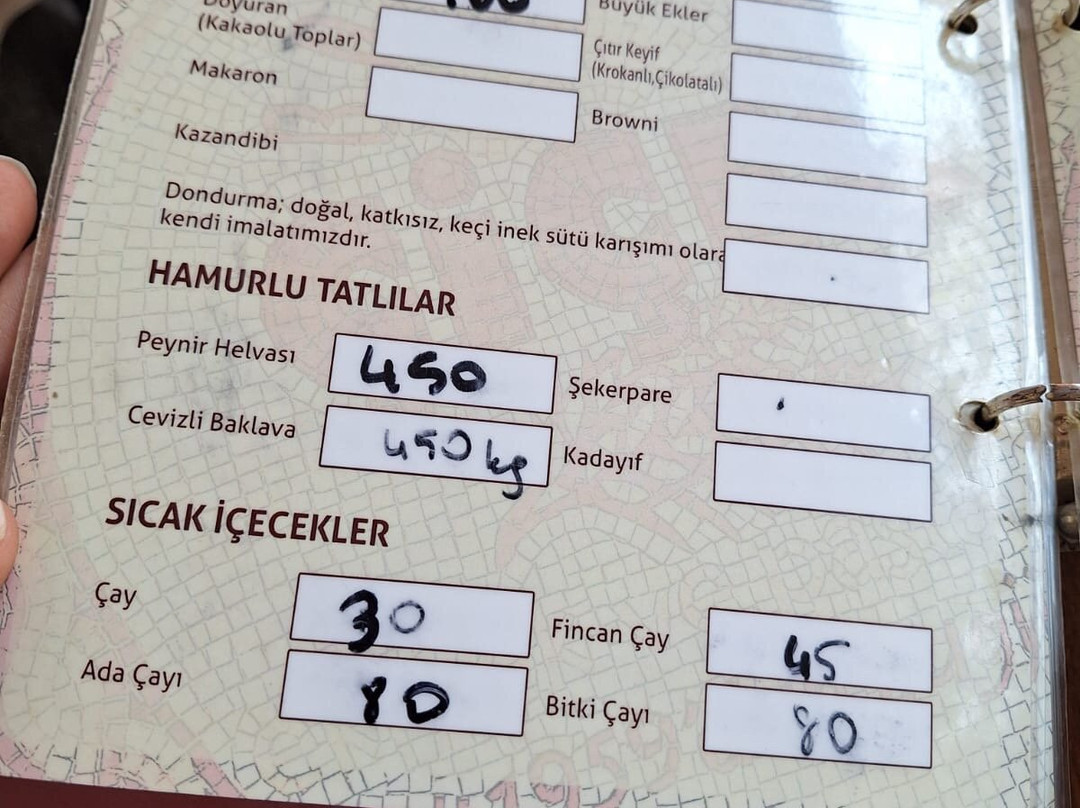 Doyuran
(Kakaolu Toplar)
Büyük Ekler
Çıtır Keyif
(Krokanlı,Çikolatalı)
Makaron
Browni
Kazandibi
Dondurma; doğal, katkısız, keçi inek sütü karışımı olara
kendi imalatımızdır.
HAMURLU TATLILAR
Peynir Helvası 450 Şekerpare
Cevizli Baklava 450 kg Kadayıf
SICAK İÇECEKLER
Çay 30 Fincan Çay 45
Ada Çayı 80 Bitki Çayı 80